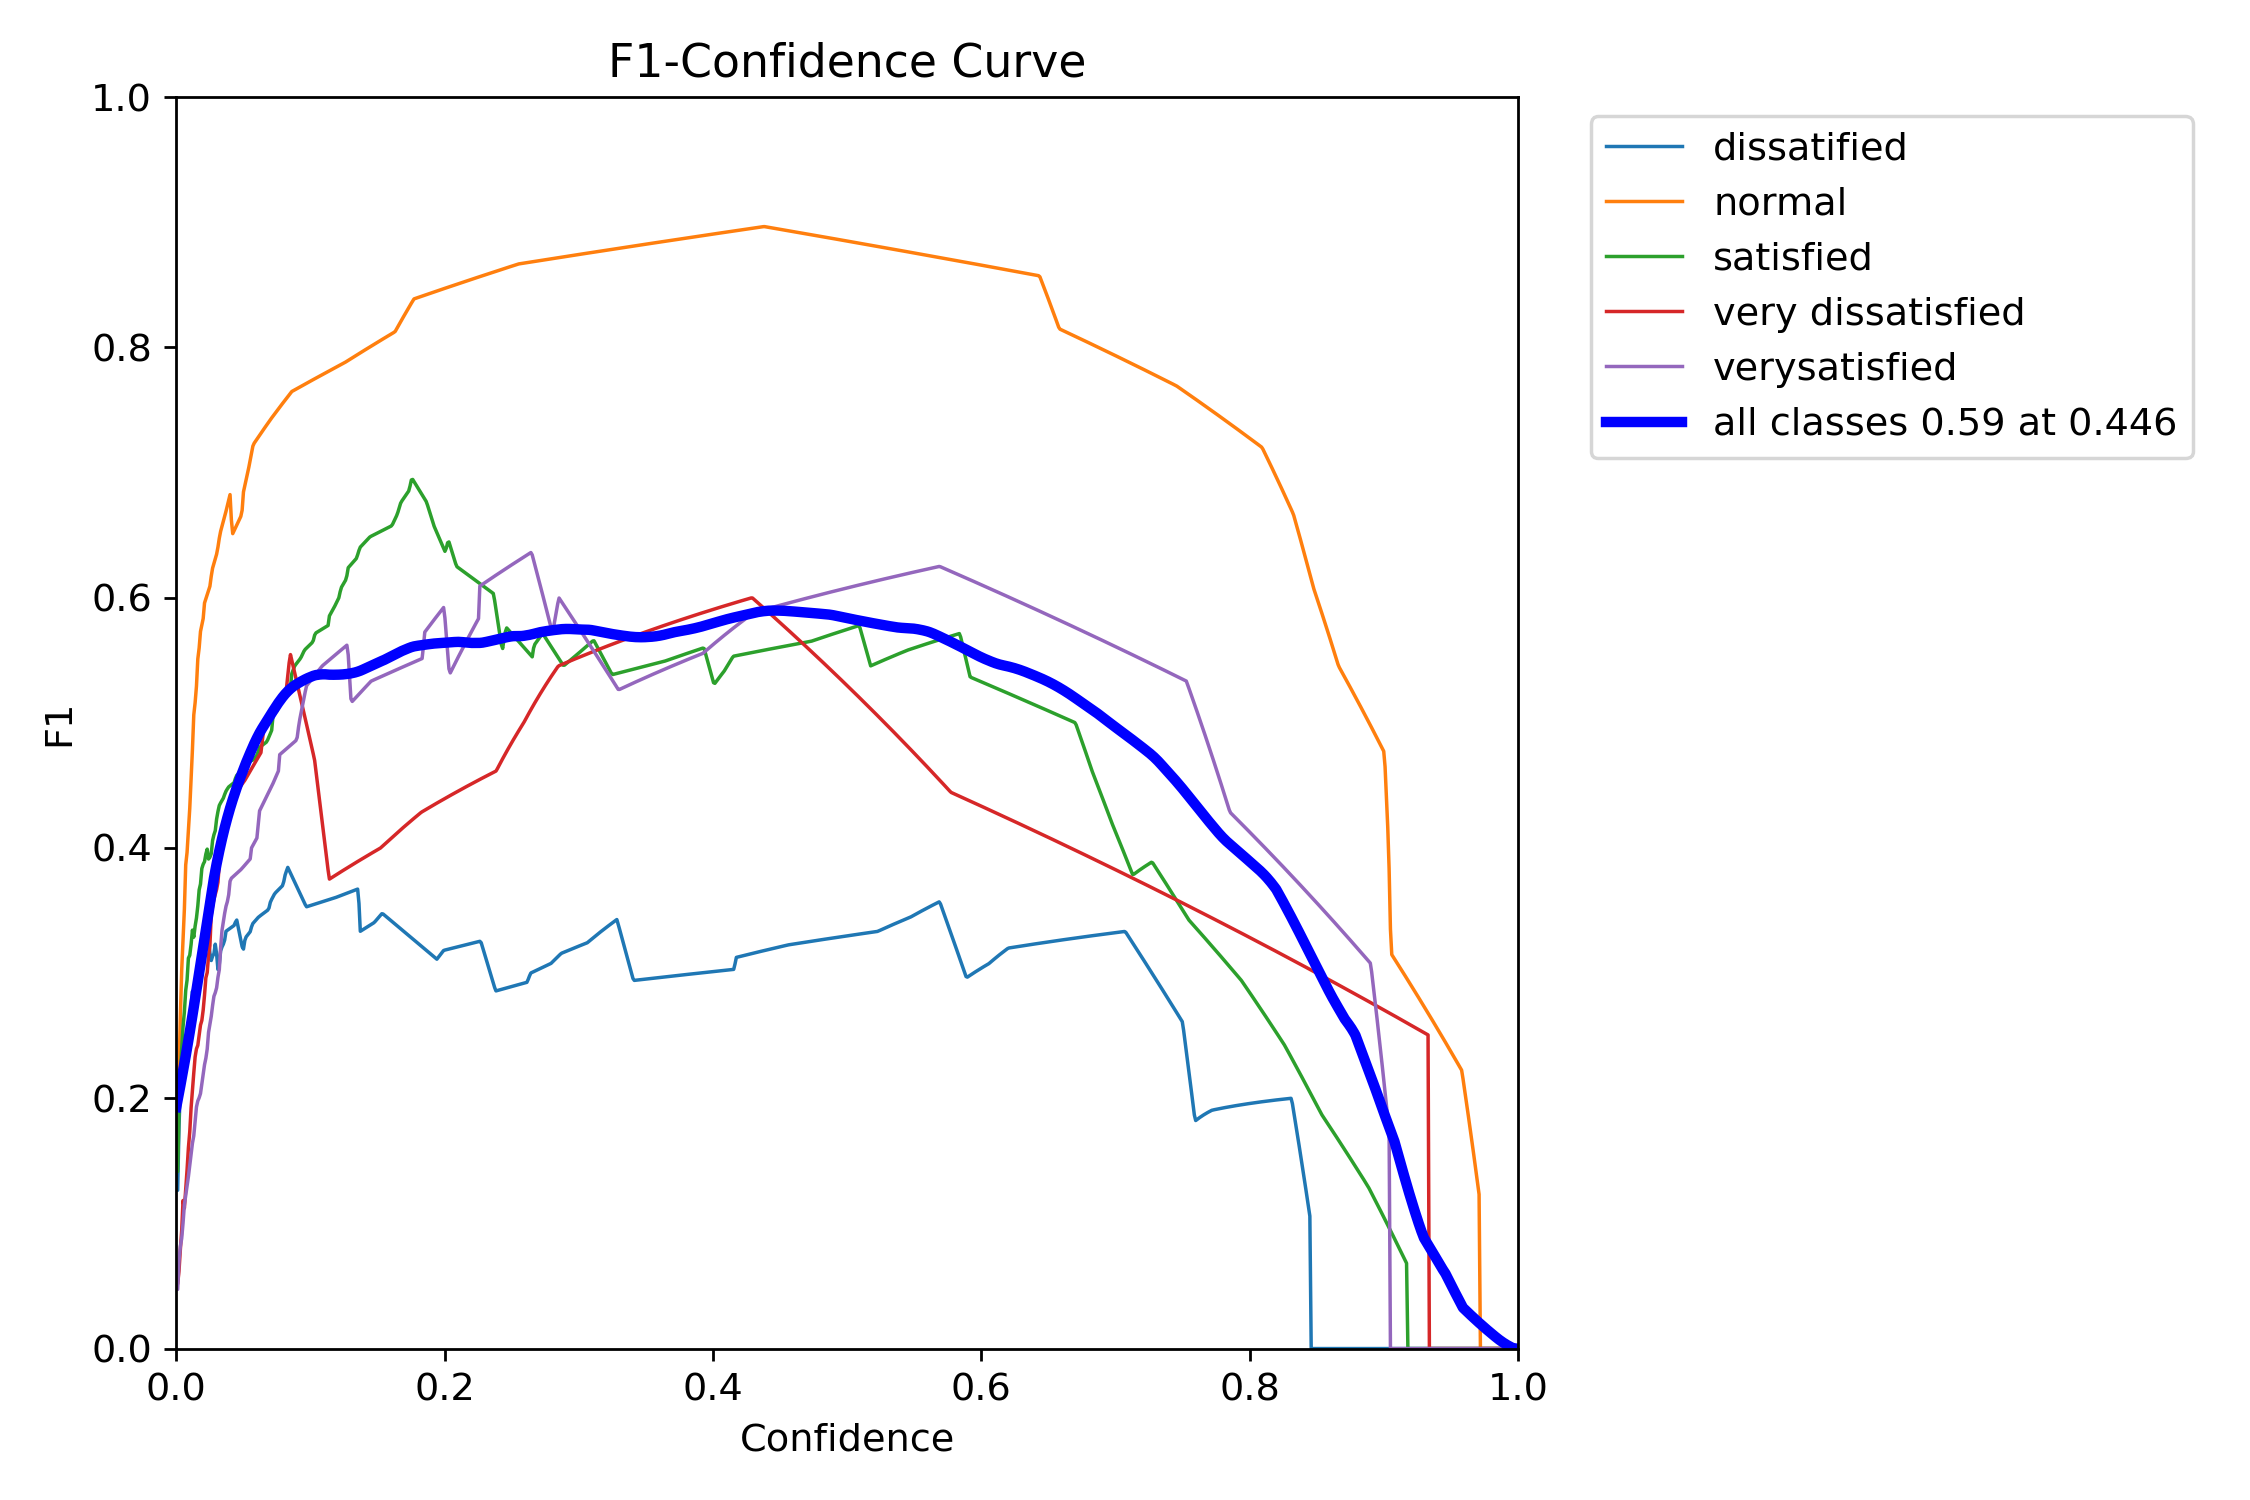 F1-Confidence Curve
1.0
0.8
0.6
0.4
0.2
0.0
F1
0.0 0.2 0.4 0.6 0.8 1.0
Confidence
dissatified
normal
satisfied
very dissatisfied
verysatisfied
all classes 0.59 at 0.446